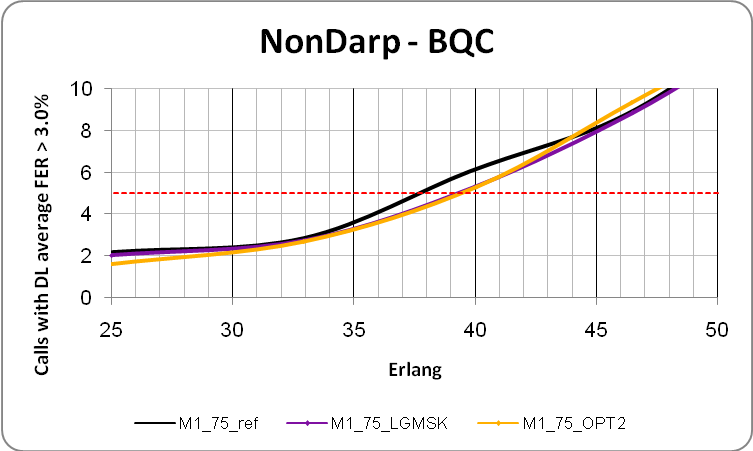 NonDarp - BQC
Calls with DL average FER > 3.0%
10
8
6
4
2
0
25 30 35 40 45 50
Erlang
M1_75_ref M1_75_LGMSK M1_75_OPT2